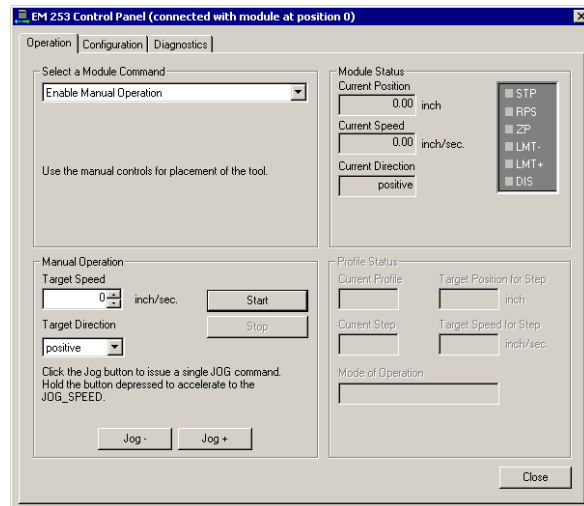 EM 253 Control Panel (connected with module at position 0)
Operation
Configuration
Diagnostics
Select a Module Command
Enable Manual Operation
Use the manual controls for placement of the tool.
Module Status
Current Position
0.00 inch
Current Speed
0.00 inch/sec.
Current Direction
positive
STP
RPS
ZP
LMT-
LMT+
DIS
Manual Operation
Target Speed
0 inch/sec.
Start
Target Direction
Stop
positive
Click the Jog button to issue a single JOG command.
Hold the button depressed to accelerate to the
JOG_SPEED.
Jog -
Jog +
Profile Status
Current Profile
Target Position for Step
inch
Current Step
Target Speed for Step
inch/sec.
Mode of Operation
Close